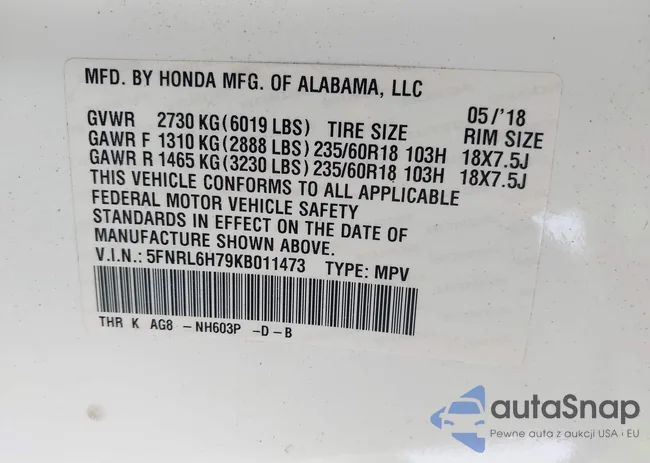 MFD. BY HONDA MFG. OF ALABAMA, LLC
05/'18
GVWR 2730 KG(6019 LBS) TIRE SIZE RIM SIZE
GAWR F 1310 KG(2888 LBS)235/60R18 103H 18X7.5J
GAWR R 1465 KG(3230 LBS)235/60R18 103H 18X7.5J
THIS VEHICLE CONFORMS TO ALL APPLICABLE
FEDERAL MOTOR VEHICLE SAFETY
STANDARDS IN EFFECT ON THE DATE OF
MANUFACTURE SHOWN ABOVE.
V.I.N.: 5FNRL6H79KB011473 TYPE: MPV
THR K AG8 -NH603P -D-B
autaSnap
Pewne auta z aukcji USA i EU